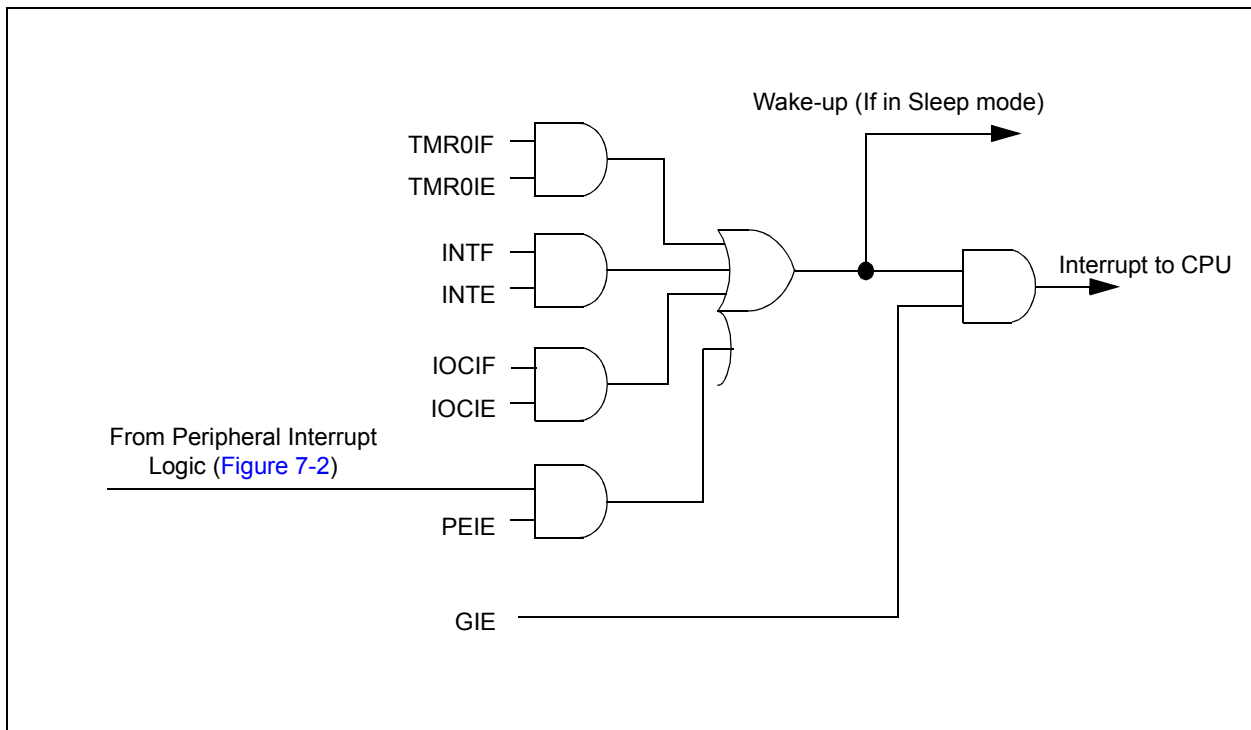 Wake-up (If in Sleep mode)
TMR0IF
TMR0IE
INTF
INTE
Interrupt to CPU
IOCIF
IOCIE
From Peripheral Interrupt
Logic (Figure 7-2)
PEIE
GIE